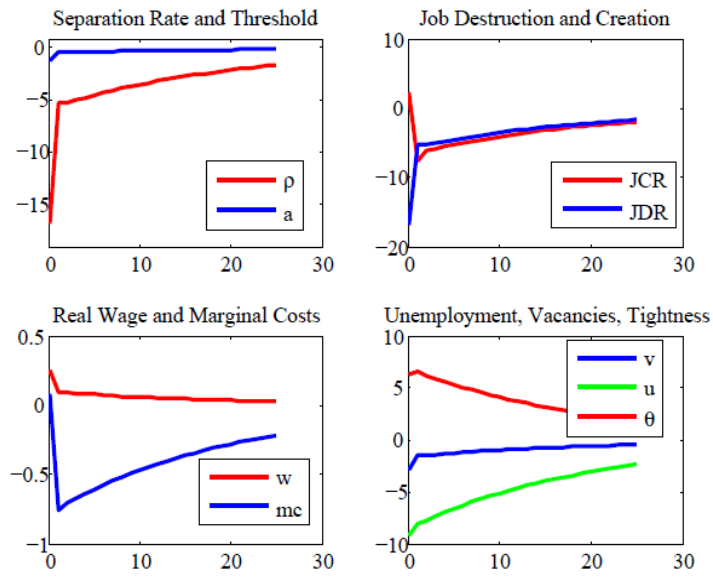 Separation Rate and Threshold
0
−5
−10
−15
ρ
a
0
10
20
30
Job Destruction and Creation
10
0
−10
−20
JCR
JDR
0
10
20
30
Real Wage and Marginal Costs
0.5
0
−0.5
−1
w
mc
0
10
20
30
Unemployment, Vacancies, Tightness
10
5
0
−5
−10
v
u
θ
0
10
20
30